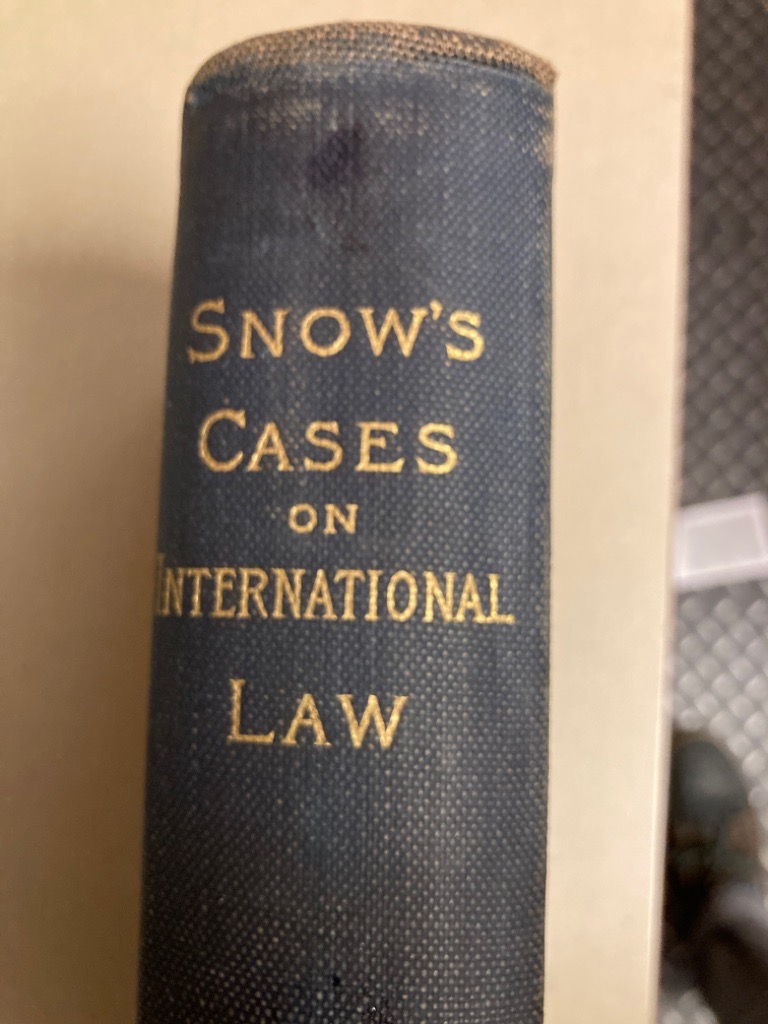 SNOW'S
CASES
ON
INTERNATIONAL
LAW